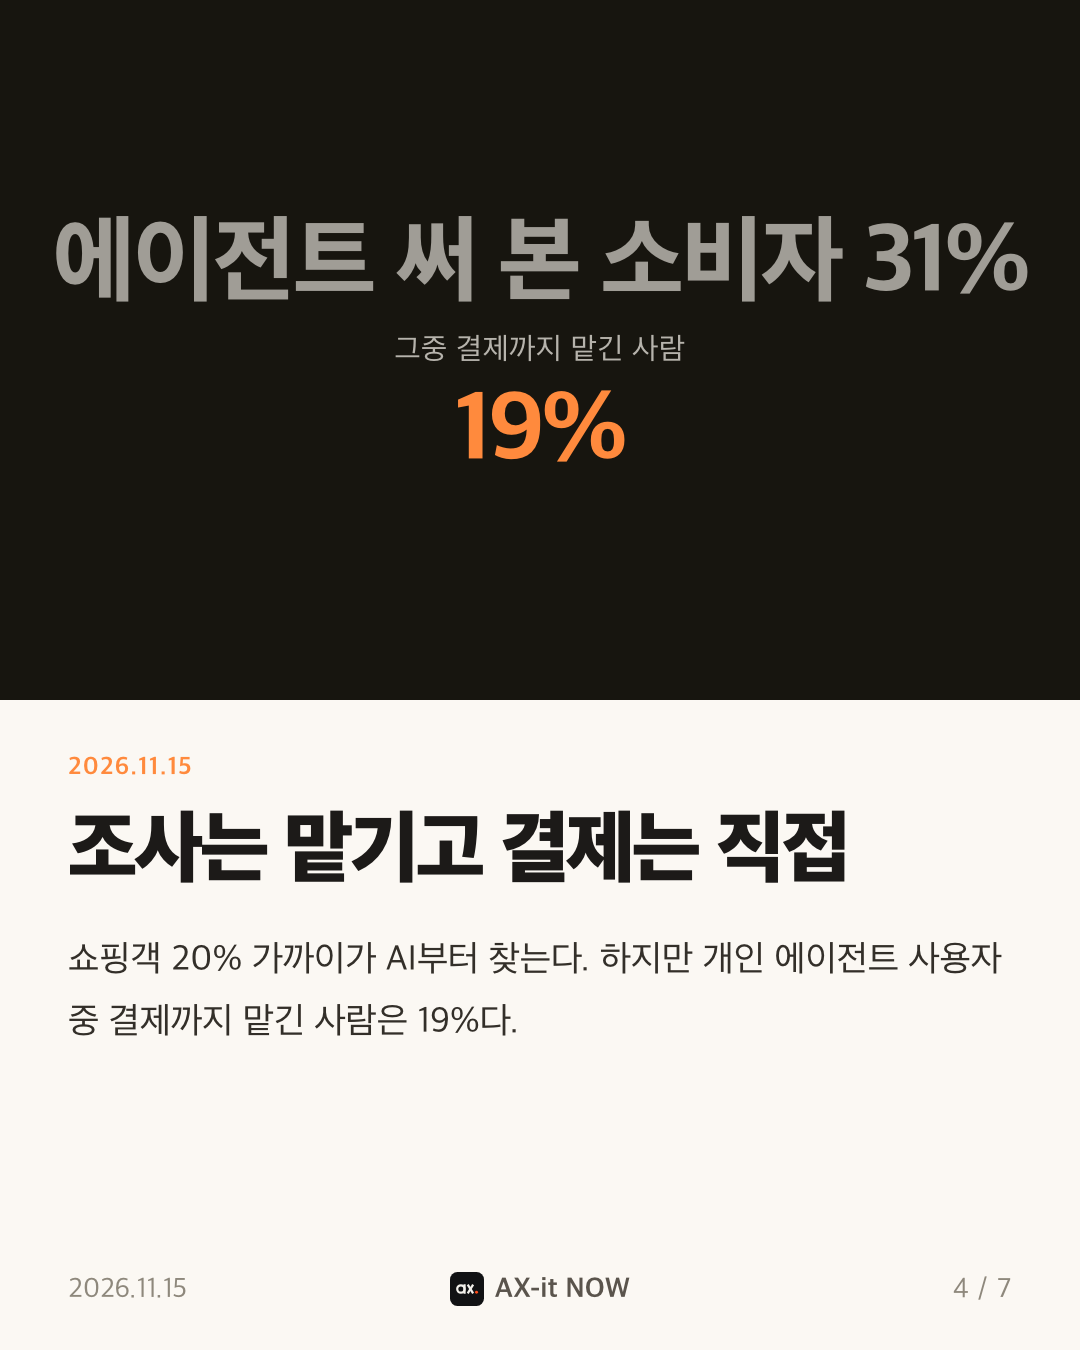 에이전트 써 본 소비자 31%
그중 결제까지 맡긴 사람
19%
2026.11.15
조사는 맡기고 결제는 직접
쇼핑객 20% 가까이가 AI부터 찾는다. 하지만 개인 에이전트 사용자
중 결제까지 맡긴 사람은 19%다.
2026.11.15
ax. AX-it NOW
4 / 7